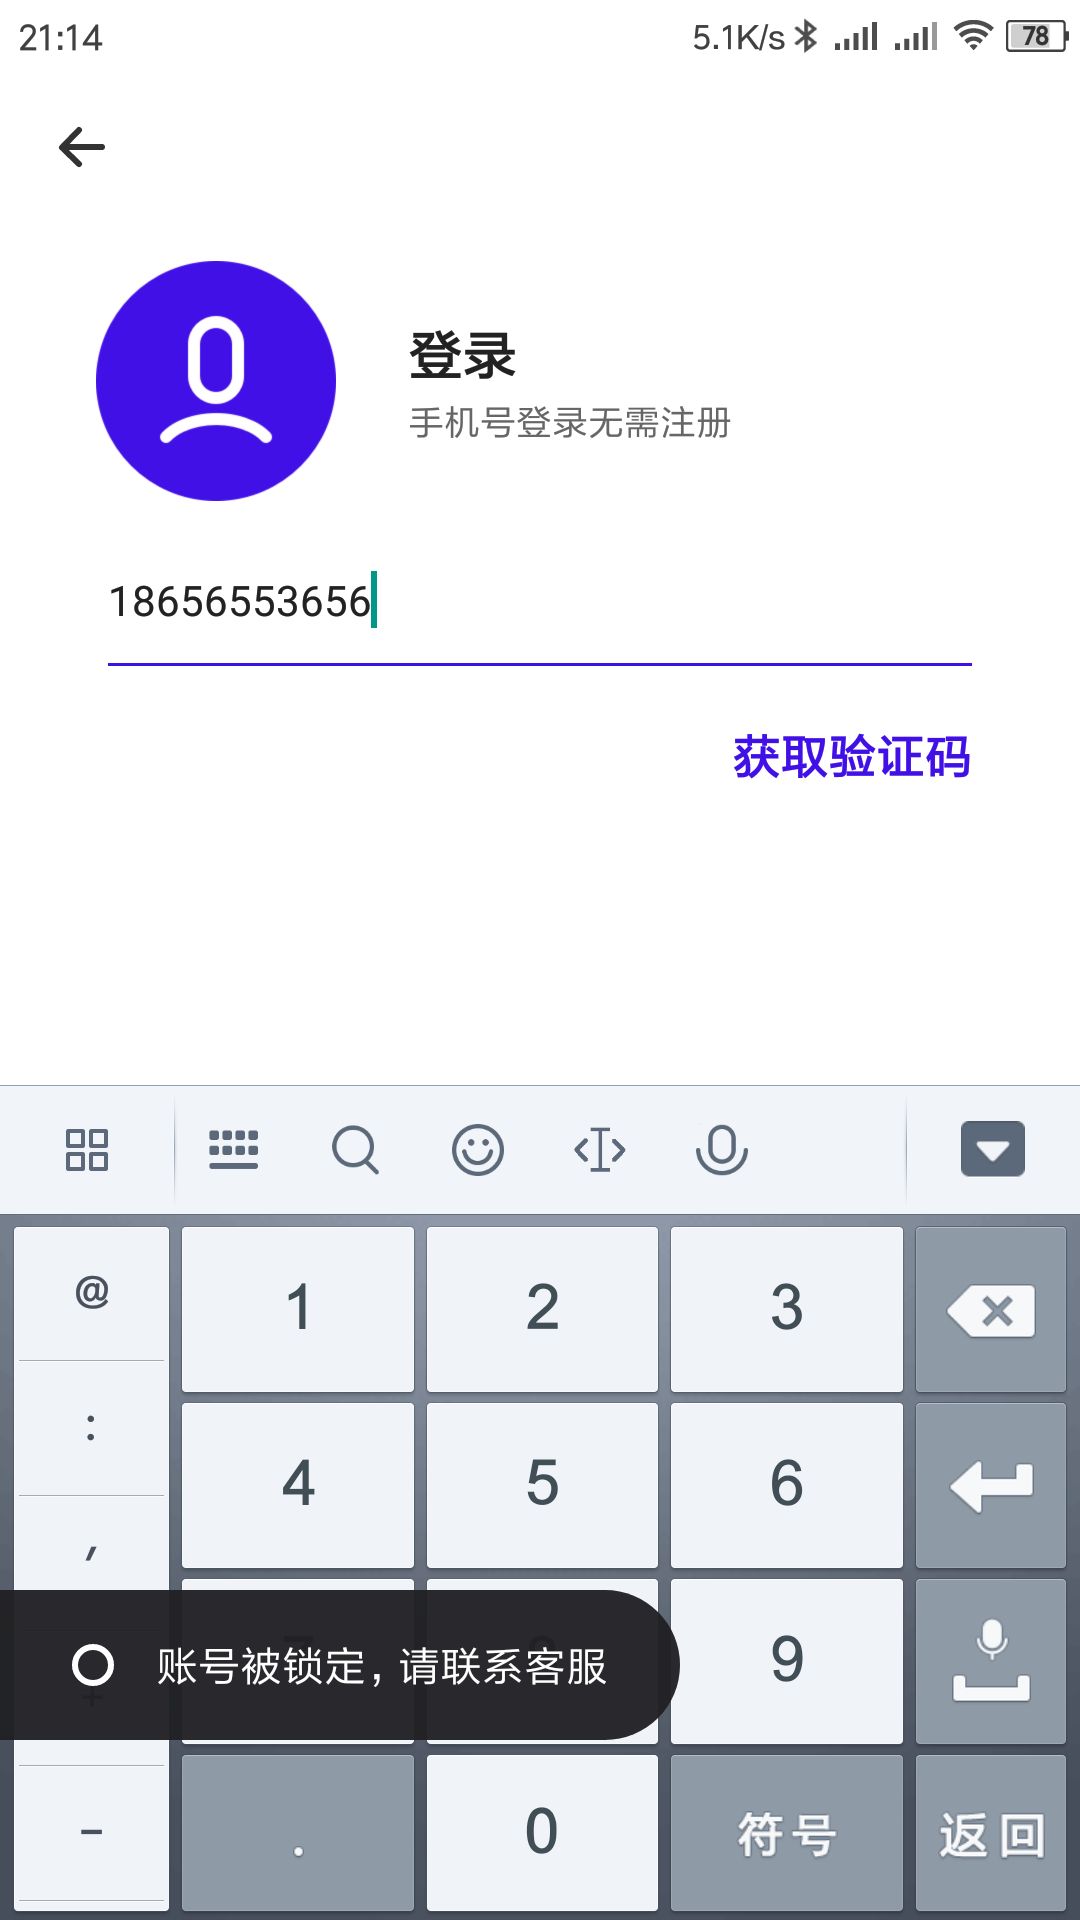 21:14 5.1K/s 78
登录
手机号登录无需注册
18656553656
获取验证码
@ 1 2 3
:
4 5 6
,
9
账号被锁定，请联系客服
- . 0 符号 返回